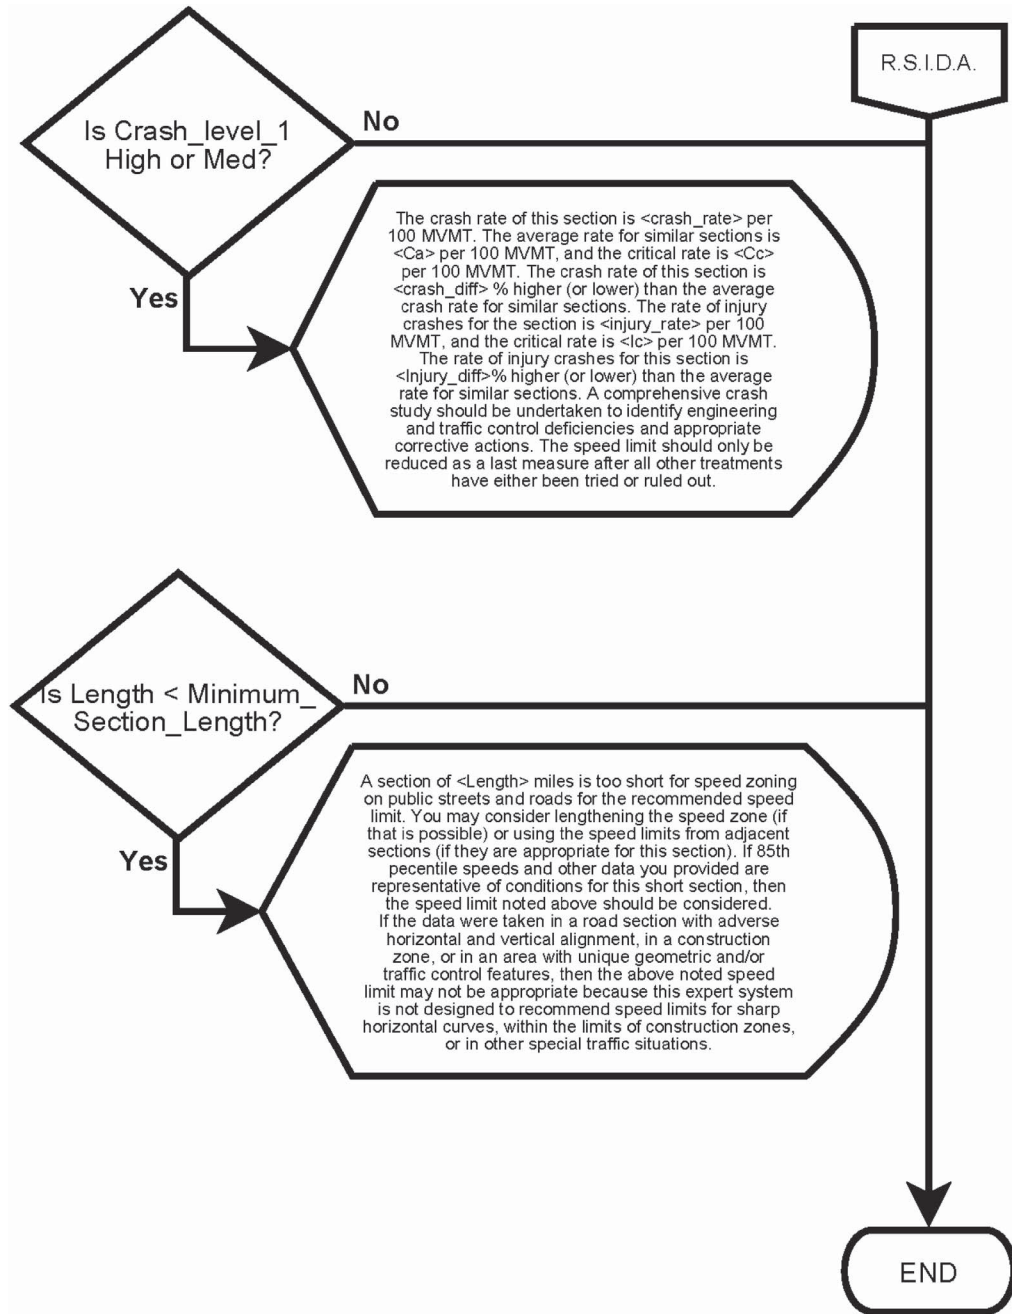 R.S.I.D.A.
Is Crash_level_1
High or Med?
No
Yes
The crash rate of this section is <crash_rate> per
100 MVMT. The average rate for similar sections is
<Ca> per 100 MVMT, and the critical rate is <Cc>
per 100 MVMT. The crash rate of this section is
<crash_diff> % higher (or lower) than the average
crash rate for similar sections. The rate of injury
crashes for the section is <injury_rate> per 100
MVMT, and the critical rate is <Ic> per 100 MVMT.
The rate of injury crashes for this section is
<Injury_diff>% higher (or lower) than the average
rate for similar sections. A comprehensive crash
study should be undertaken to identify engineering
and traffic control deficiencies and appropriate
corrective actions. The speed limit should only be
reduced as a last measure after all other treatments
have either been tried or ruled out.
Is Length < Minimum_
Section_Length?
No
Yes
A section of <Length> miles is too short for speed zoning
on public streets and roads for the recommended speed
limit. You may consider lengthening the speed zone (if
that is possible) or using the speed limits from adjacent
sections (if they are appropriate for this section). If 85th
pecentile speeds and other data you provided are
representative of conditions for this short section, then
the speed limit noted above should be considered.
If the data were taken in a road section with adverse
horizontal and vertical alignment, in a construction
zone, or in an area with unique geometric and/or
traffic control features, then the above noted speed
limit may not be appropriate because this expert system
is not designed to recommend speed limits for sharp
horizontal curves, within the limits of construction zones,
or in other special traffic situations.
END